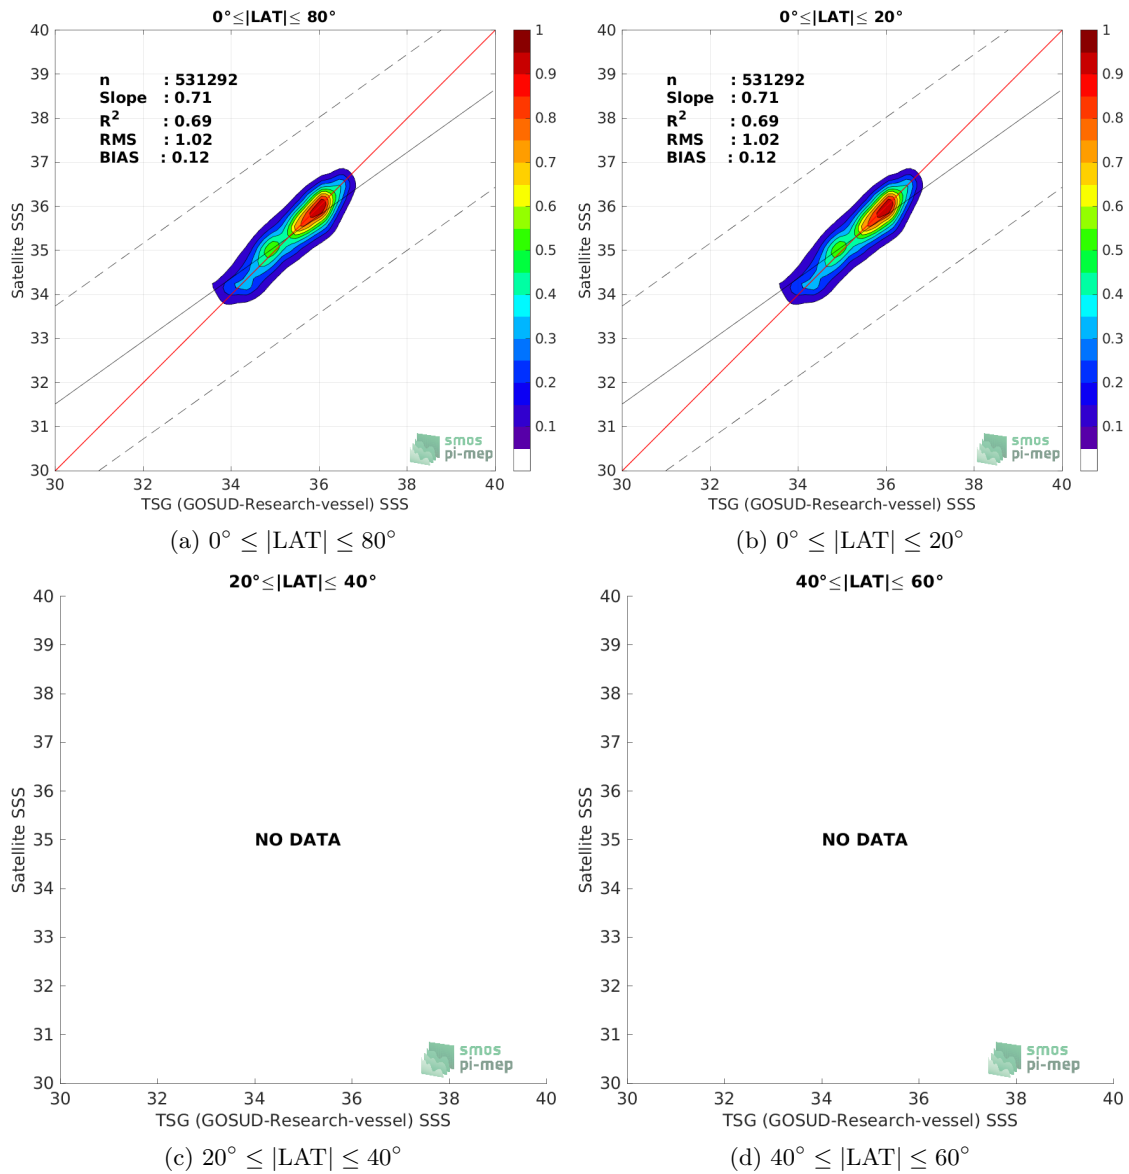 0°≤|LAT|≤ 80°
40
39
38
37
36
35
34
33
32
31
30
Satellite SSS
n : 531292
Slope : 0.71
R² : 0.69
RMS : 1.02
BIAS : 0.12
smos
pi-mep
30 32 34 36 38 40
TSG (GOSUD-Research-vessel) SSS
1
0.9
0.8
0.7
0.6
0.5
0.4
0.3
0.2
0.1
(a) 0° ≤ |LAT| ≤ 80°
0°≤|LAT|≤ 20°
40
39
38
37
36
35
34
33
32
31
30
Satellite SSS
n : 531292
Slope : 0.71
R² : 0.69
RMS : 1.02
BIAS : 0.12
smos
pi-mep
30 32 34 36 38 40
TSG (GOSUD-Research-vessel) SSS
1
0.9
0.8
0.7
0.6
0.5
0.4
0.3
0.2
0.1
(b) 0° ≤ |LAT| ≤ 20°
20°≤|LAT|≤ 40°
40
39
38
37
36
35
34
33
32
31
30
Satellite SSS
NO DATA
smos
pi-mep
30 32 34 36 38 40
TSG (GOSUD-Research-vessel) SSS
(c) 20° ≤ |LAT| ≤ 40°
40°≤|LAT|≤ 60°
40
39
38
37
36
35
34
33
32
31
30
Satellite SSS
NO DATA
smos
pi-mep
30 32 34 36 38 40
TSG (GOSUD-Research-vessel) SSS
(d) 40° ≤ |LAT| ≤ 60°